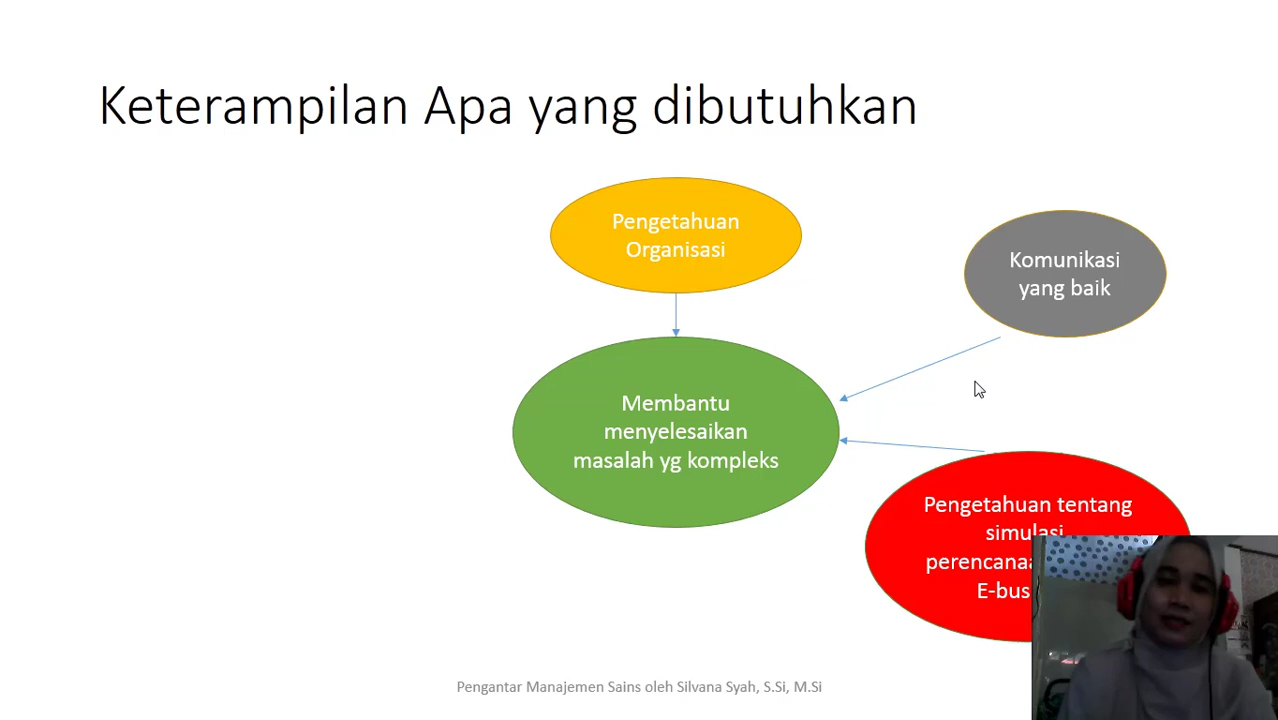 Keterampilan Apa yang dibutuhkan
Pengetahuan
Organisasi
Komunikasi
yang baik
Membantu
menyelesaikan
masalah yg kompleks
Pengetahuan tentang
simulasi
Pengantar Manajemen Sains oleh Silvana Syah, S.Si, M.Si